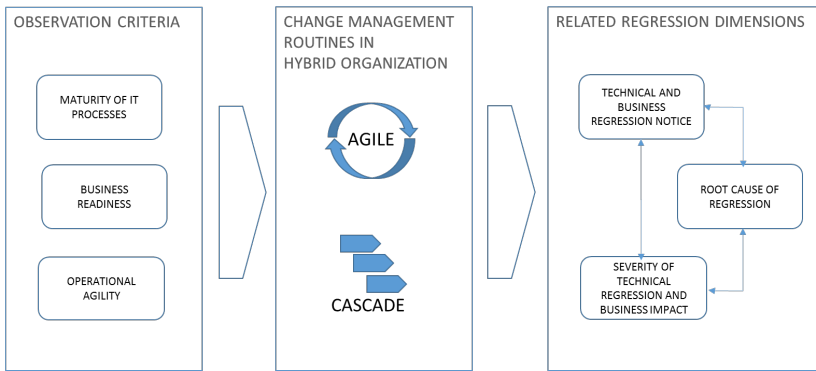 OBSERVATION CRITERIA
MATURITY OF IT
PROCESSES
BUSINESS
READINESS
OPERATIONAL
AGILITY
CHANGE MANAGEMENT
ROUTINES IN
HYBRID ORGANIZATION
AGILE
CASCADE
RELATED REGRESSION DIMENSIONS
TECHNICAL AND
BUSINESS
REGRESSION NOTICE
ROOT CAUSE OF
REGRESSION
SEVERITY OF
TECHNICAL
REGRESSION AND
BUSINESS IMPACT